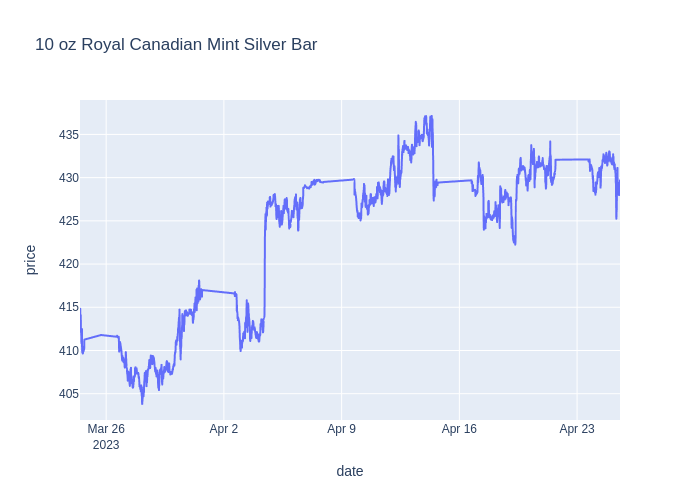 10 oz Royal Canadian Mint Silver Bar
435
430
425
420
415
410
405
price
Mar 26
2023
Apr 2
Apr 9
Apr 16
Apr 23
date